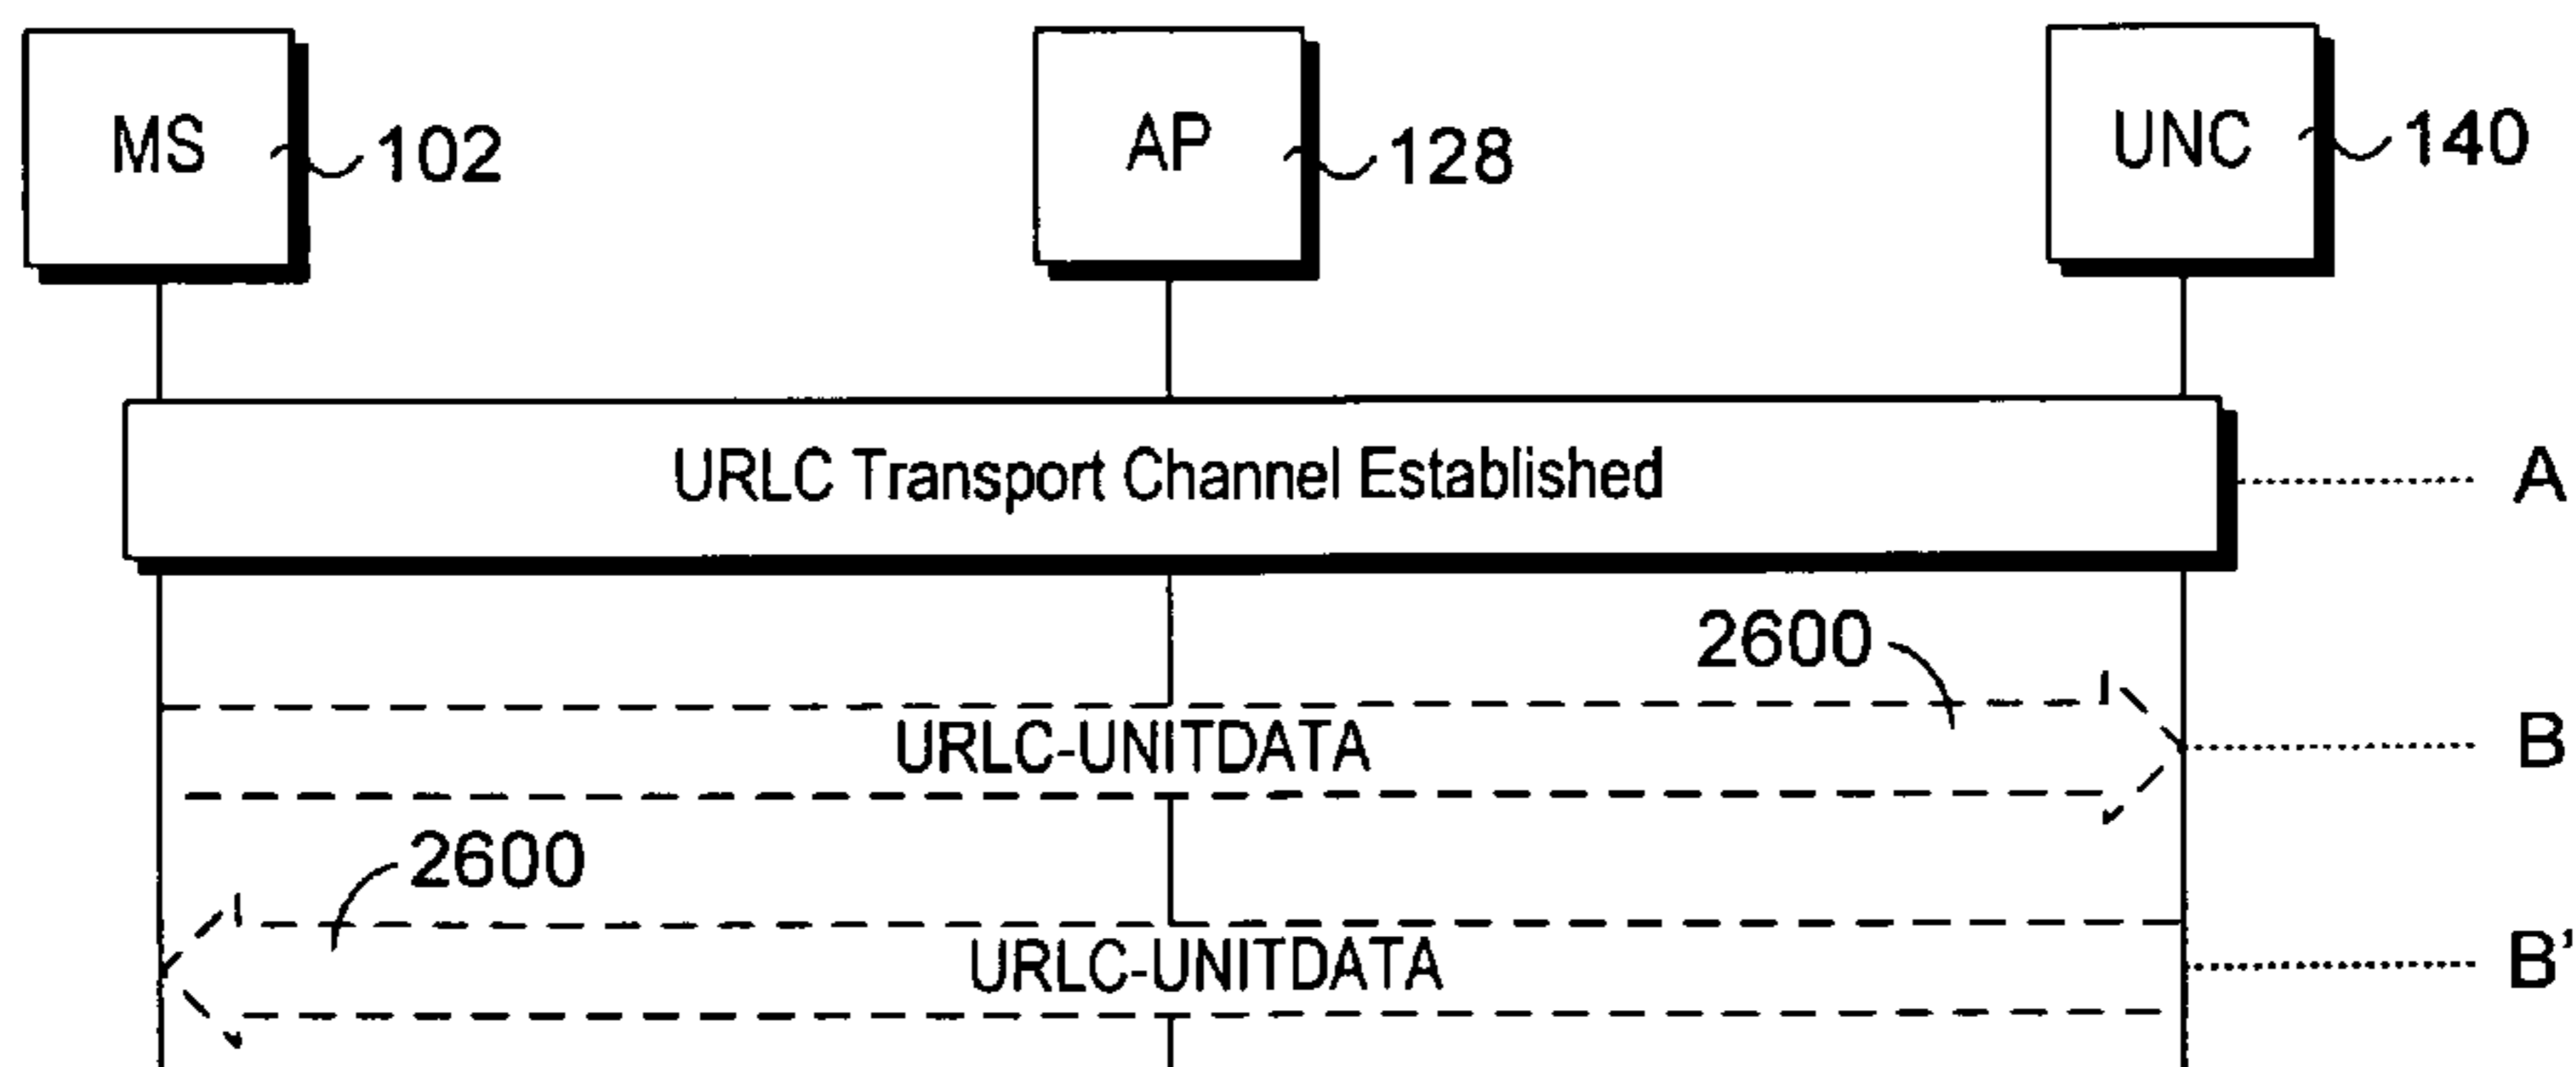 MS
102
AP
128
UNC
140
URLC Transport Channel Established
A
2600
URLC-UNITDATA
B
2600
URLC-UNITDATA
B'